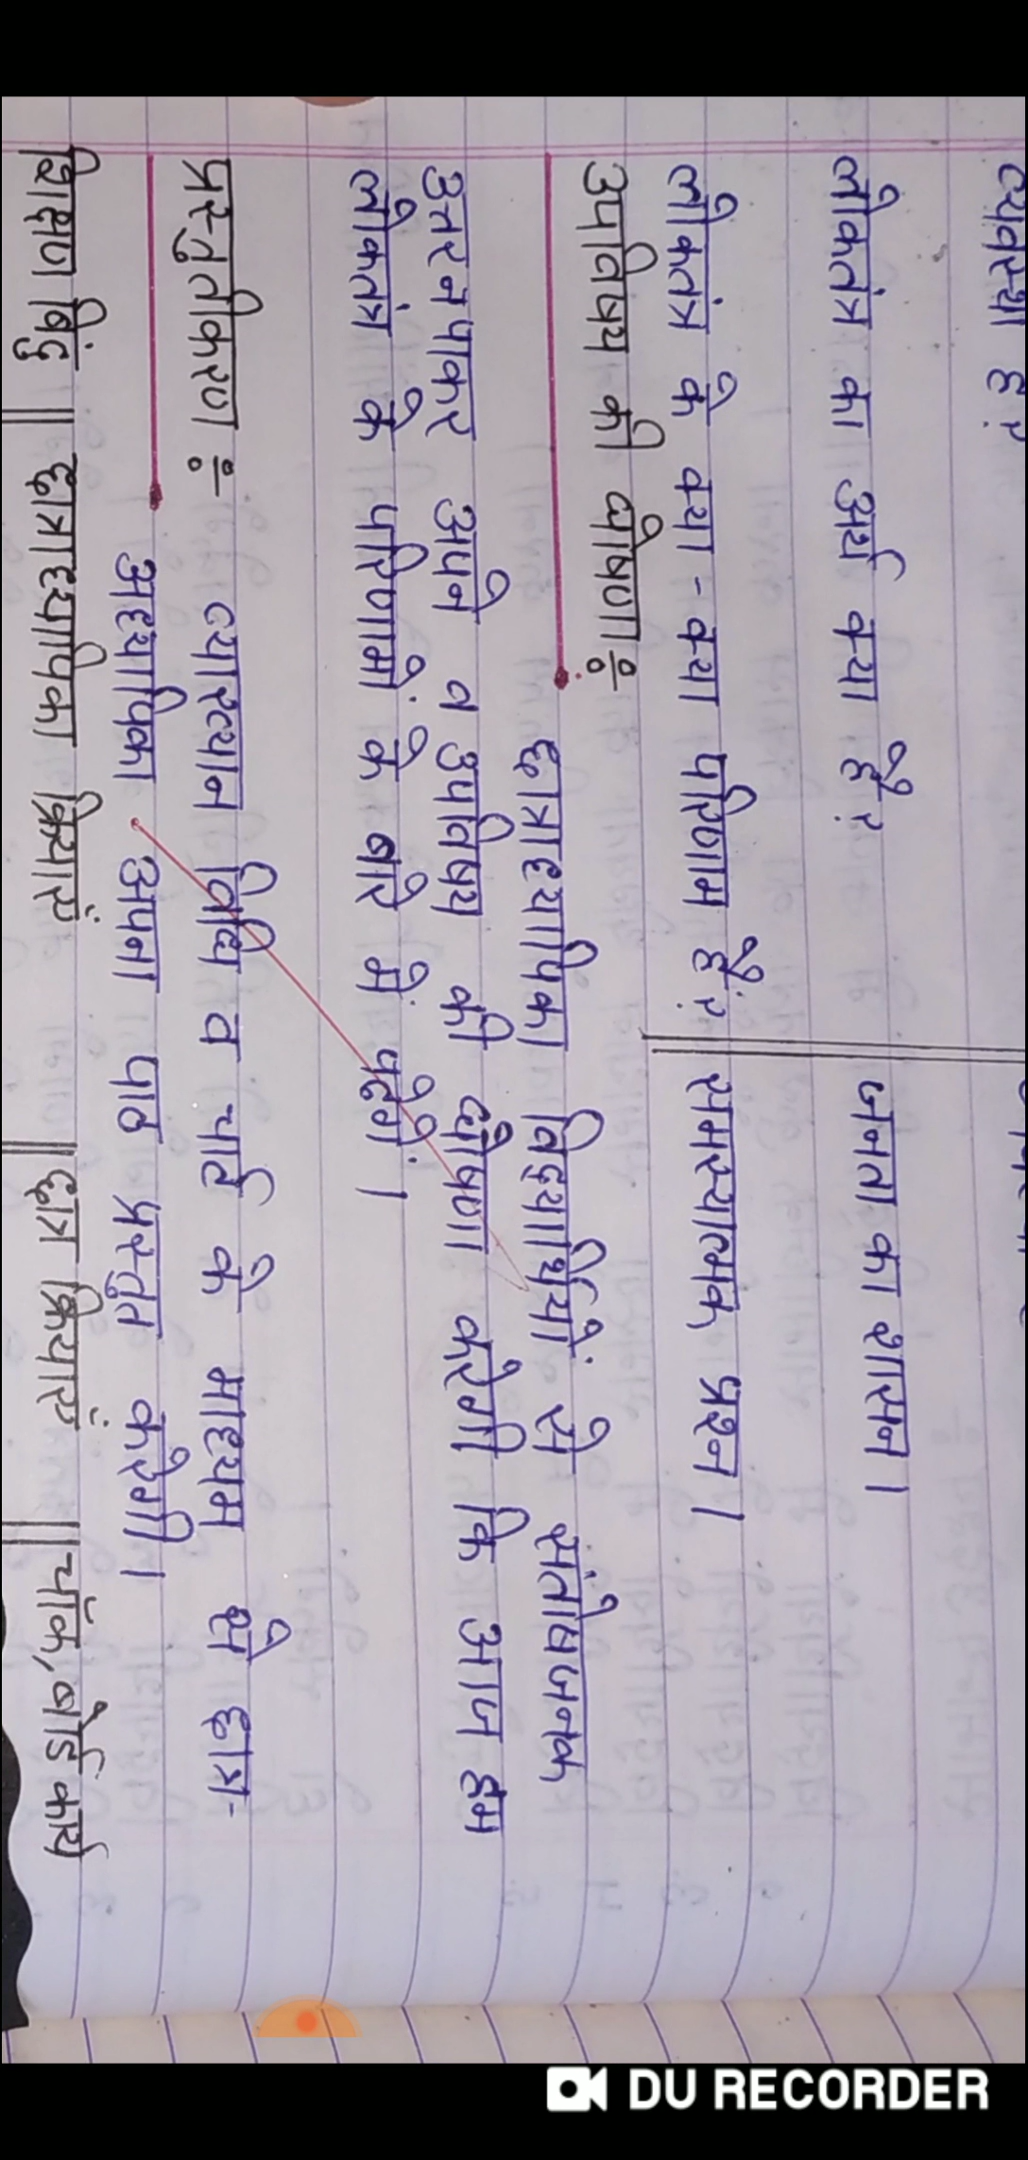 व्यवस्था है?
लोकतंत्र का अर्थ क्या है?
जनता का शासन।
लोकतंत्र के क्या-क्या परिणाम हैं?
समस्यात्मक प्रश्न।
उपविषय की घोषणा :-
छात्राध्यापिका विद्यार्थियों से संतोषजनक
उत्तर न पाकर अपने व उपविषय की घोषणा करेगी कि आज हम
लोकतंत्र के परिणामों के बारे में पढ़ेगें।
प्रस्तुतीकरण :-
व्याख्यान विधि व चार्ट के माध्यम से छात्र-
अध्यापिका अपना पाठ प्रस्तुत करेगी।
शिक्षण बिंदु || छात्राध्यापिका क्रियाएं || छात्र क्रियाएं || चॉक, बोर्ड कार्य
DU RECORDER